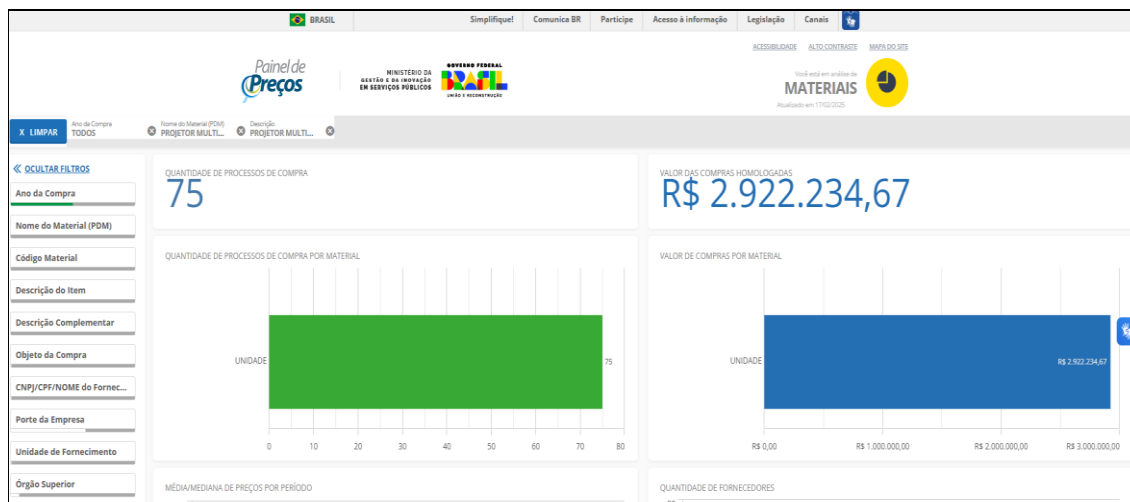 BRASIL Simplifique! Comunica BR Participe Acesso à informação Legislação Canais
ACESSIBILIDADE ALTO CONTRASTE MAPA DO SITE
Painel de
Preços
MINISTÉRIO DA
GESTÃO E DA INOVAÇÃO
EM SERVIÇOS PÚBLICOS
GOVERNO FEDERAL
BRASIL
UNIÃO E RECONSTRUÇÃO
Você está em análise de
MATERIAIS
Atualizado em 17/02/2025
X LIMPAR
Ano da Compra
TODOS
Nome do Material (PDM)
PROJETOR MULTI...
Descrição
PROJETOR MULTI...
OCULTAR FILTROS
Ano da Compra
Nome do Material (PDM)
Código Material
Descrição do Item
Descrição Complementar
Objeto da Compra
CNPJ/CPF/NOME do Fornec...
Porte da Empresa
Unidade de Fornecimento
Órgão Superior
QUANTIDADE DE PROCESSOS DE COMPRA
75
VALOR DAS COMPRAS HOMOLOGADAS
R$ 2.922.234,67
QUANTIDADE DE PROCESSOS DE COMPRA POR MATERIAL
UNIDADE
75
0 10 20 30 40 50 60 70 80
VALOR DE COMPRAS POR MATERIAL
UNIDADE
R$ 2.922.234,67
R$ 0,00 R$ 1.000.000,00 R$ 2.000.000,00 R$ 3.000.000,00
MÉDIA/MEDIANA DE PREÇOS POR PERÍODO
QUANTIDADE DE FORNECEDORES